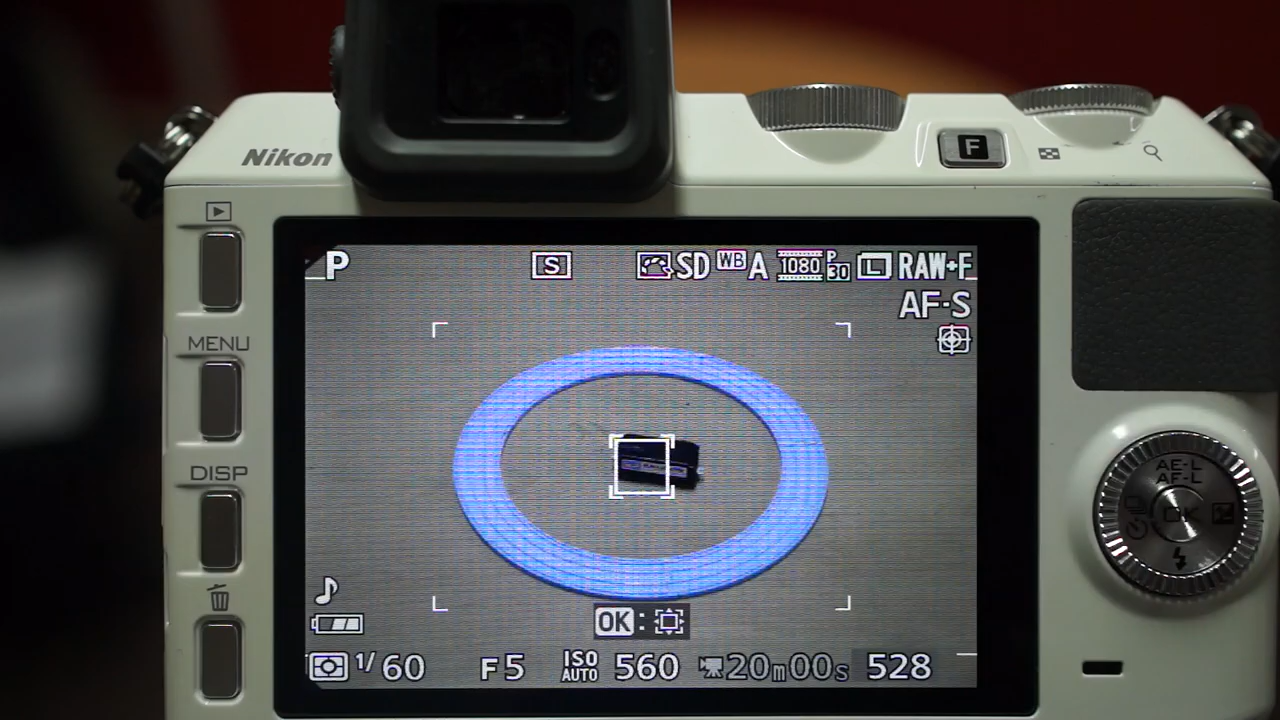 Nikon
F
MENU
DISP
P
S
SD WB A 1080 P 30 L RAW+F
AF-S
OK:
1/60 F5 ISO AUTO 560 20m00s 528
AE-L
AF-L
OK